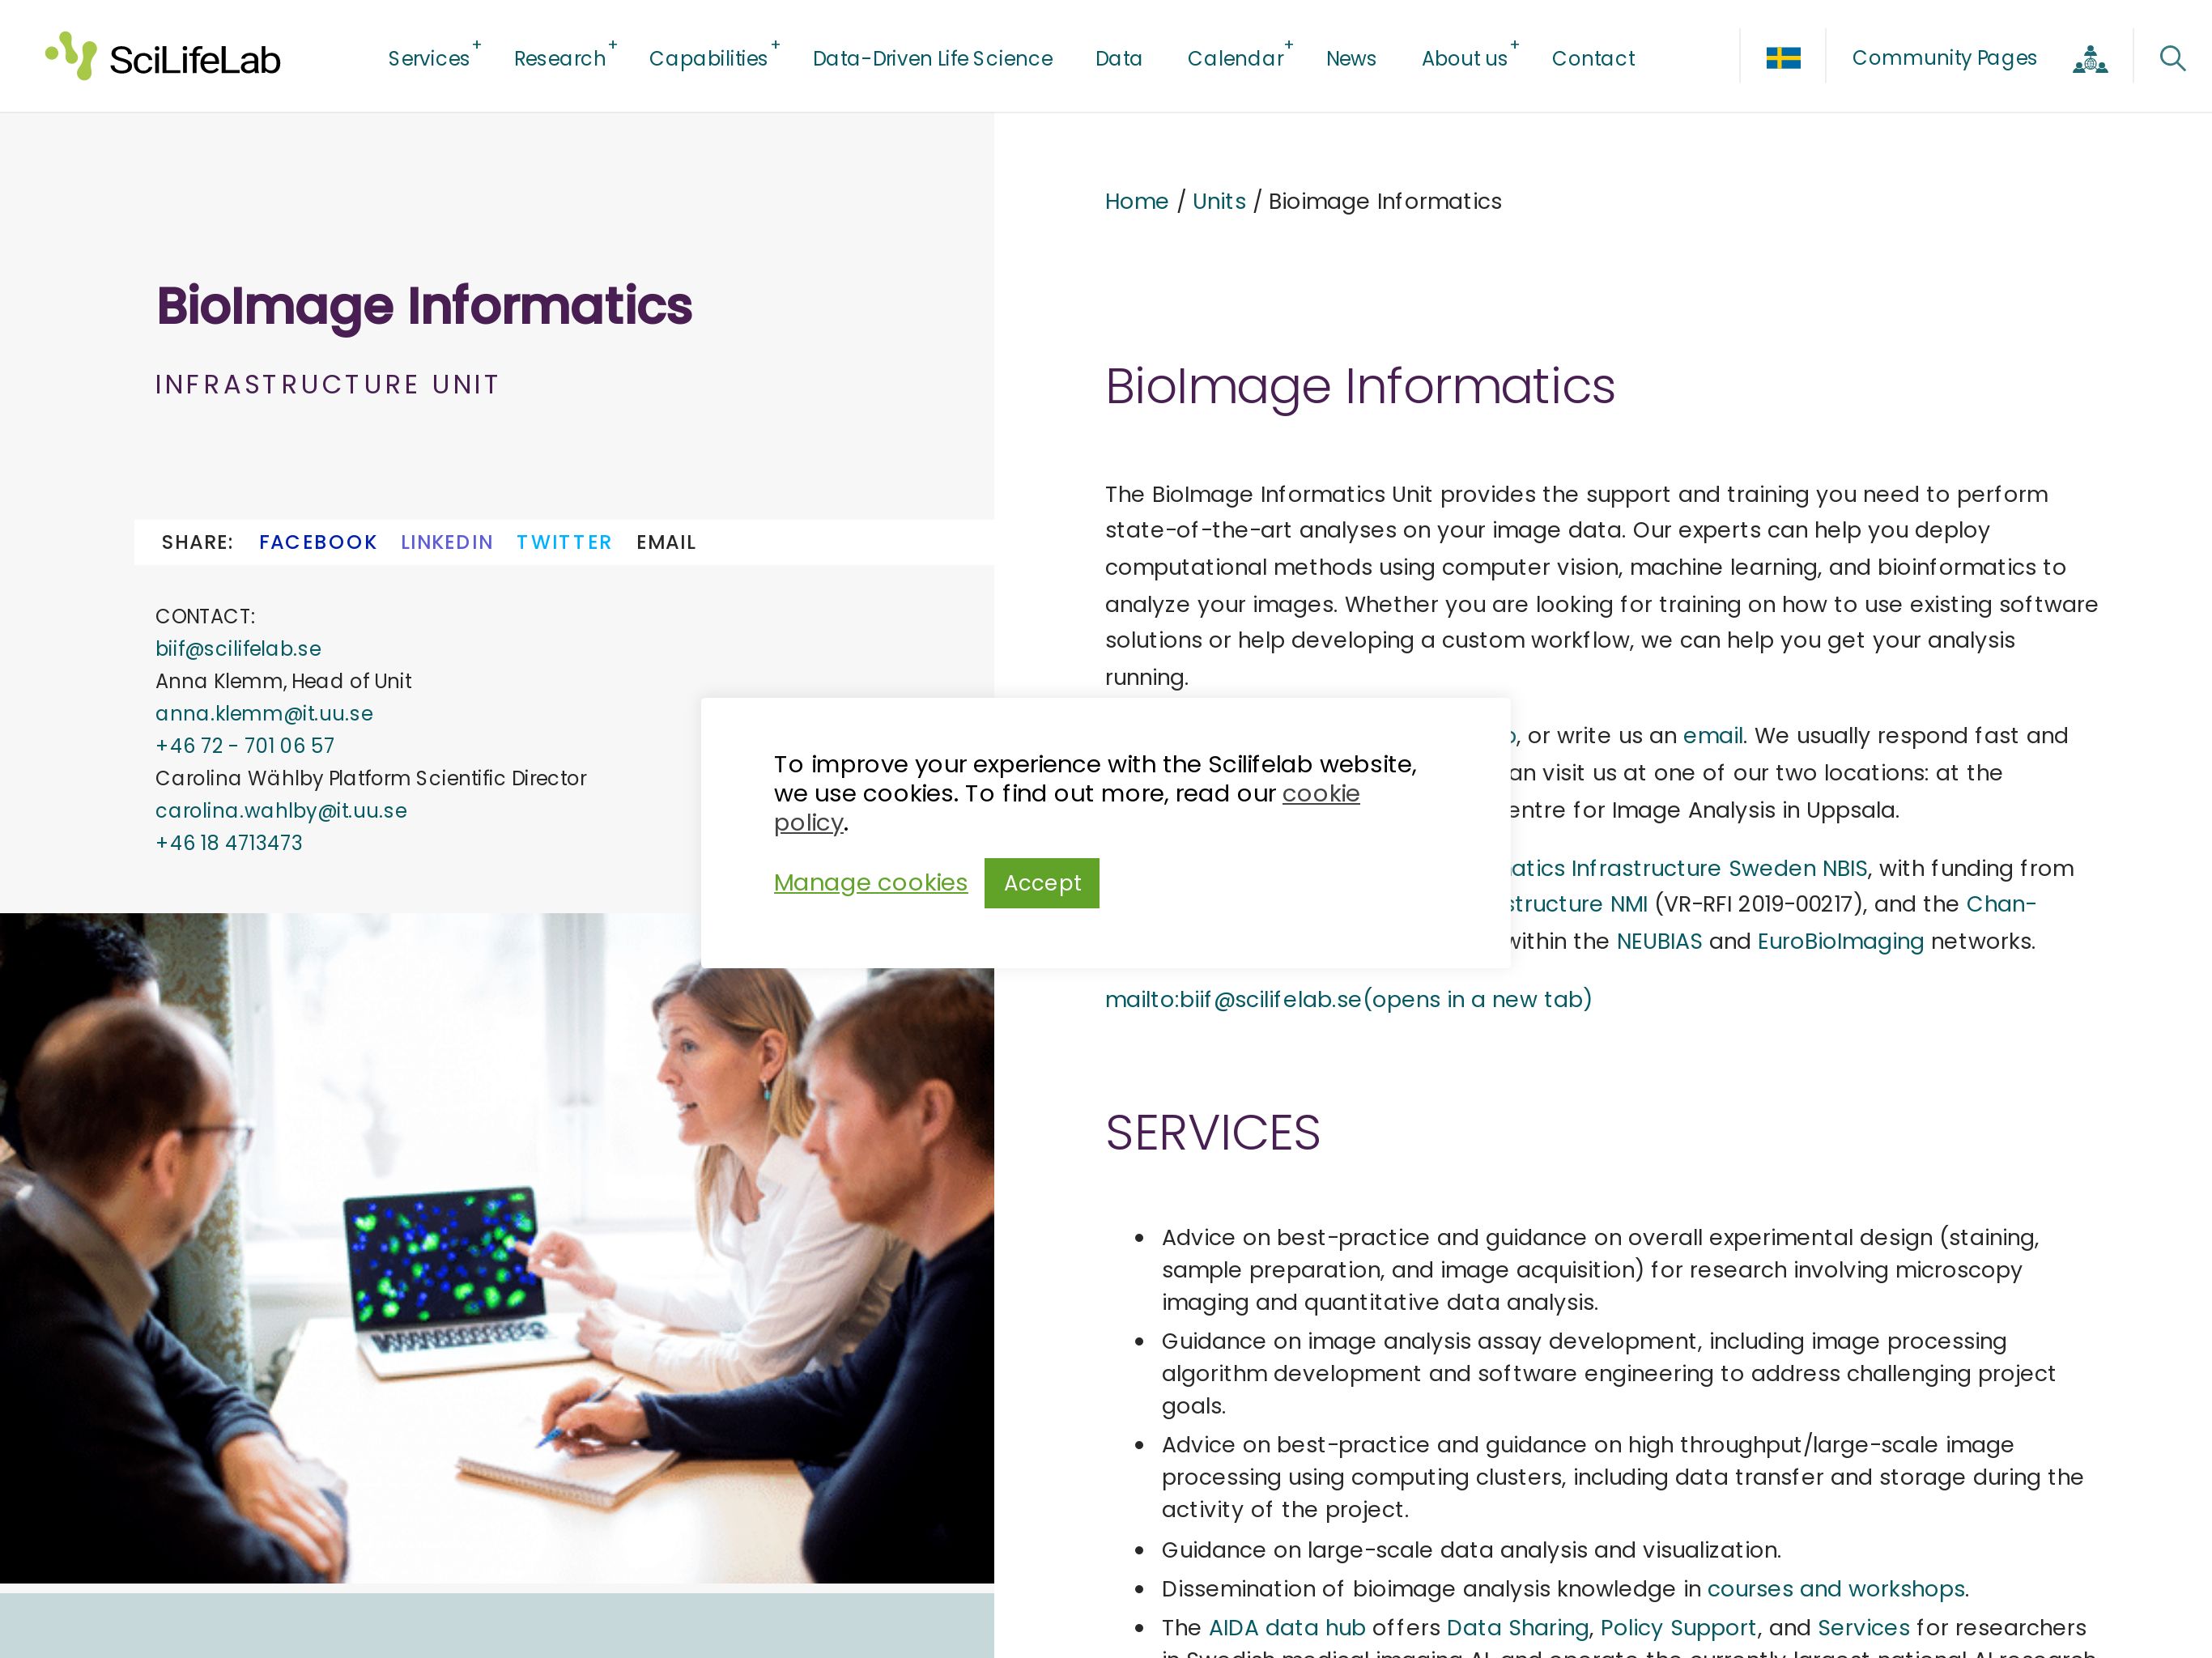 SciLifeLab
Services+ Research+ Capabilities+ Data-Driven Life Science Data Calendar+ News About us+ Contact Community Pages
BioImage Informatics
INFRASTRUCTURE UNIT
SHARE: FACEBOOK LINKEDIN TWITTER EMAIL
CONTACT:
biif@scilifelab.se
Anna Klemm, Head of Unit
anna.klemm@it.uu.se
+46 72 - 701 06 57
Carolina Wählby Platform Scientific Director
carolina.wahlby@it.uu.se
+46 18 4713473
Home / Units / Bioimage Informatics
BioImage Informatics
The BioImage Informatics Unit provides the support and training you need to perform
state-of-the-art analyses on your image data. Our experts can help you deploy
computational methods using computer vision, machine learning, and bioinformatics to
analyze your images. Whether you are looking for training on how to use existing software
solutions or help developing a custom workflow, we can help you get your analysis
running.
, or write us an email. We usually respond fast and
visit us at one of our two locations: at the
for Image Analysis in Uppsala.
Infrastructure Sweden NBIS, with funding from
NMI (VR-RFI 2019-00217), and the Chan-
the NEUBIAS and EuroBioImaging networks.
mailto:biif@scilifelab.se(opens in a new tab)
To improve your experience with the Scilifelab website,
we use cookies. To find out more, read our cookie
policy.
Manage cookies Accept
SERVICES
• Advice on best-practice and guidance on overall experimental design (staining,
sample preparation, and image acquisition) for research involving microscopy
imaging and quantitative data analysis.
• Guidance on image analysis assay development, including image processing
algorithm development and software engineering to address challenging project
goals.
• Advice on best-practice and guidance on high throughput/large-scale image
processing using computing clusters, including data transfer and storage during the
activity of the project.
• Guidance on large-scale data analysis and visualization.
• Dissemination of bioimage analysis knowledge in courses and workshops.
• The AIDA data hub offers Data Sharing, Policy Support, and Services for researchers
in Swedish medical imaging AI, and operate the currently largest national AI research